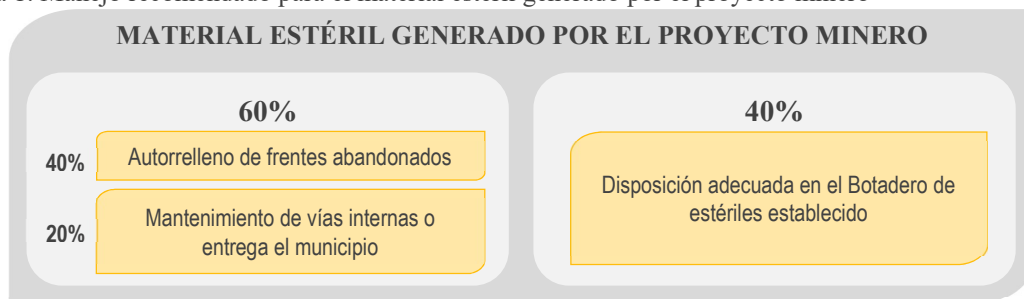 MATERIAL ESTÉRIL GENERADO POR EL PROYECTO MINERO
60%
40%
Autorrelleno de frentes abandonados
20%
Mantenimiento de vías internas o
entrega el municipio
40%
Disposición adecuada en el Botadero de
estériles establecido